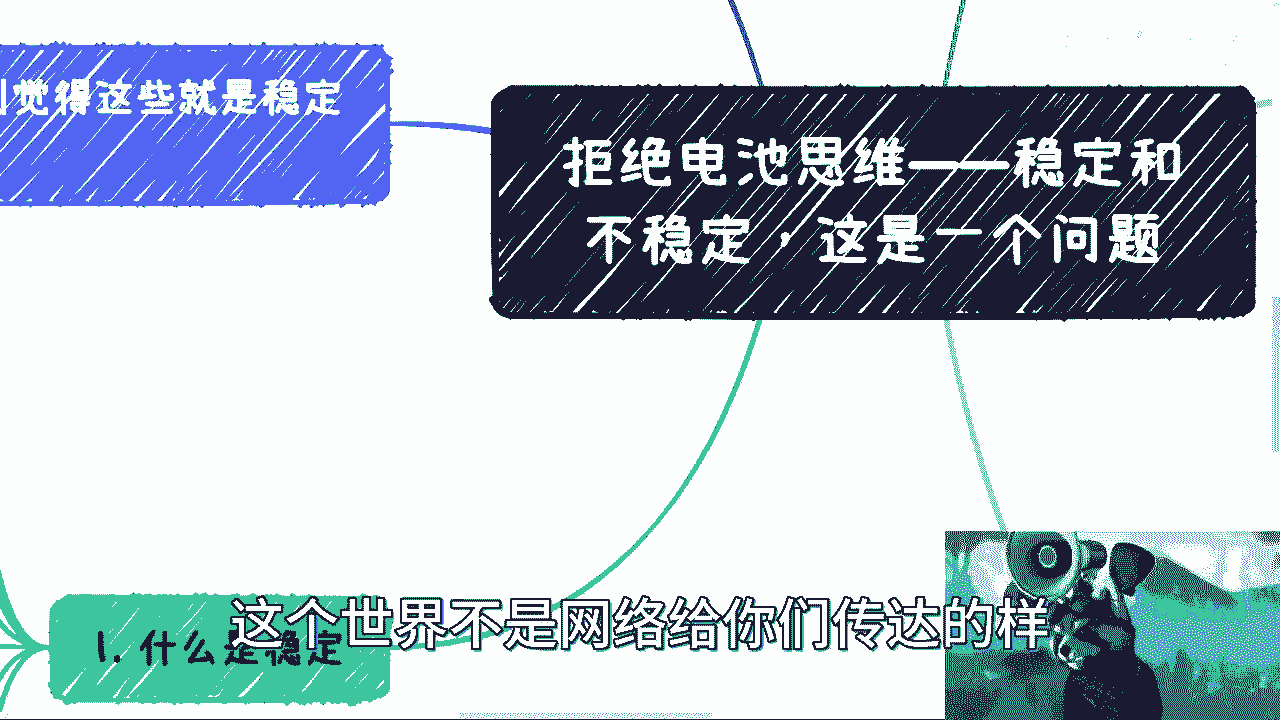 觉得这些就是稳定
拒绝电池思维——稳定和
不稳定，这是一个问题
1. 什么是稳定
这个世界不是网络给你们传达的样